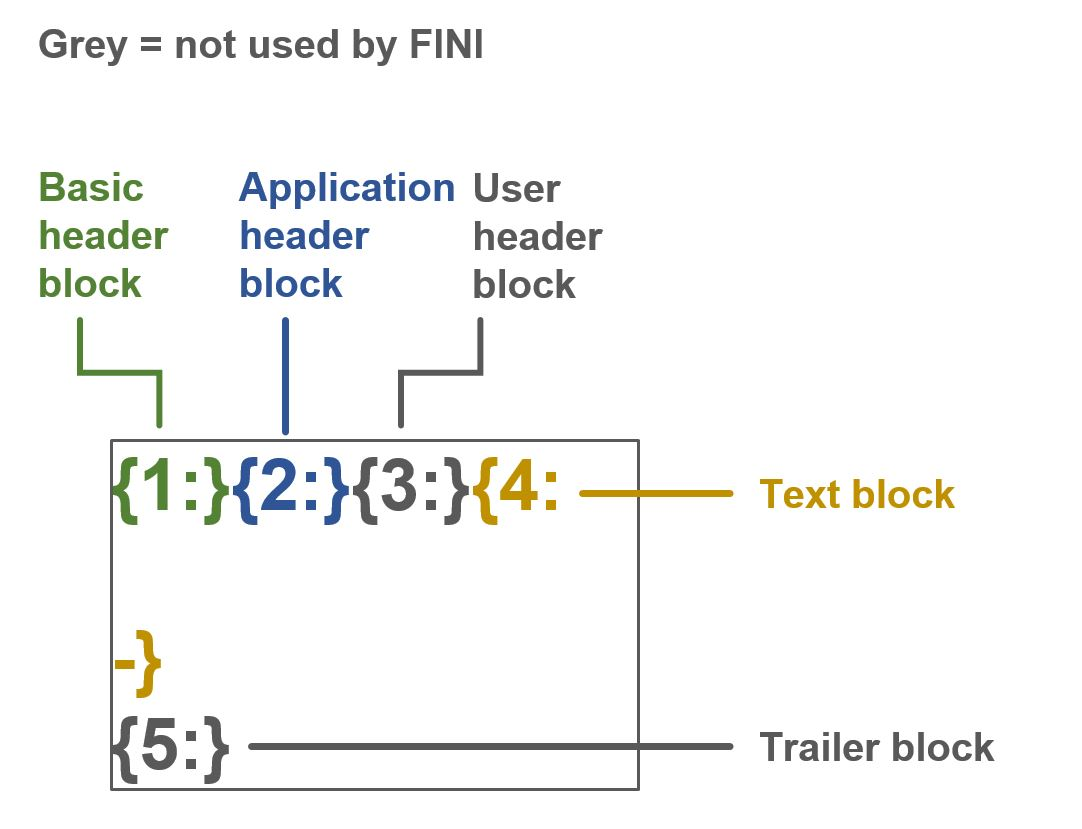 Grey = not used by FINI
Basic
header
block
Application
header
block
User
header
block
{1:}{2:}{3:}{4:
Text block
-}
{5:}
Trailer block